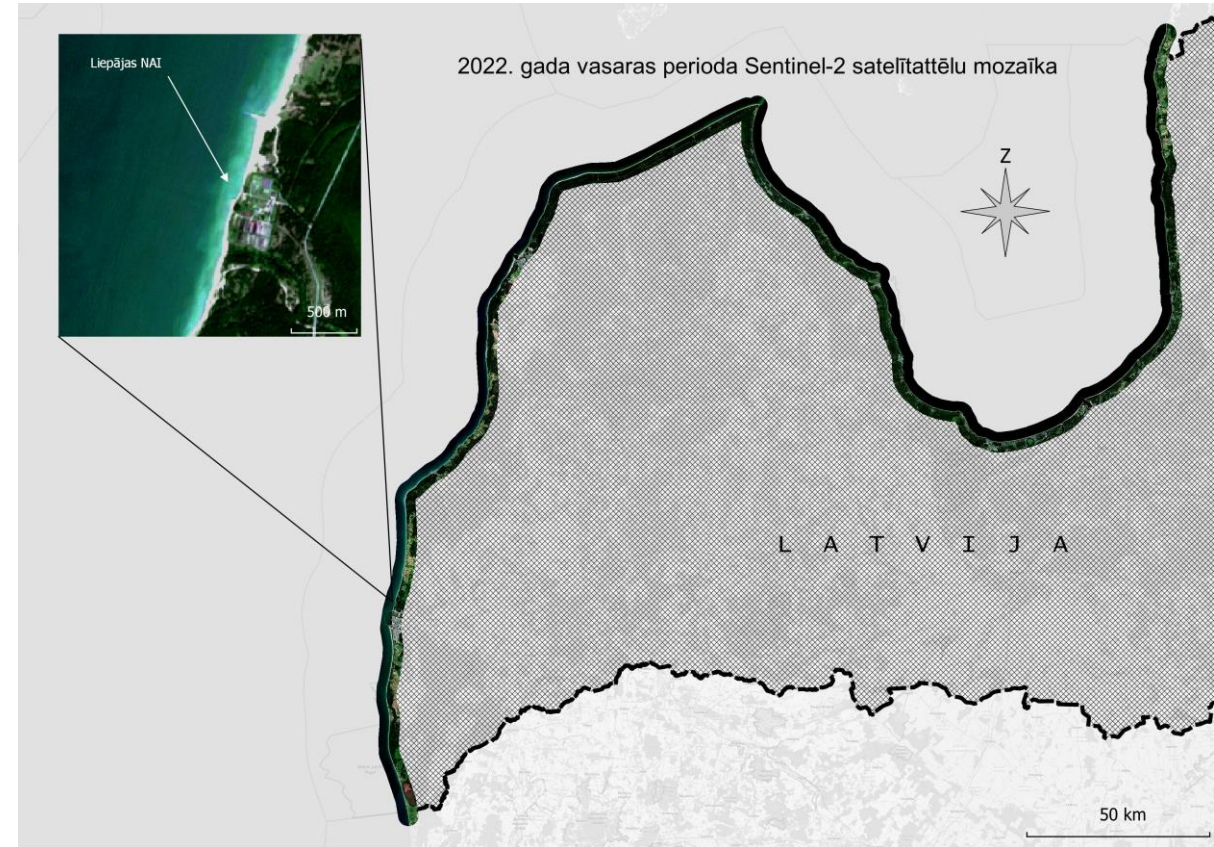 Liepājas NAI
2022. gada vasaras perioda Sentinel-2 satelītattēlu mozaīka
Z
500 m
L A T V I J A
50 km